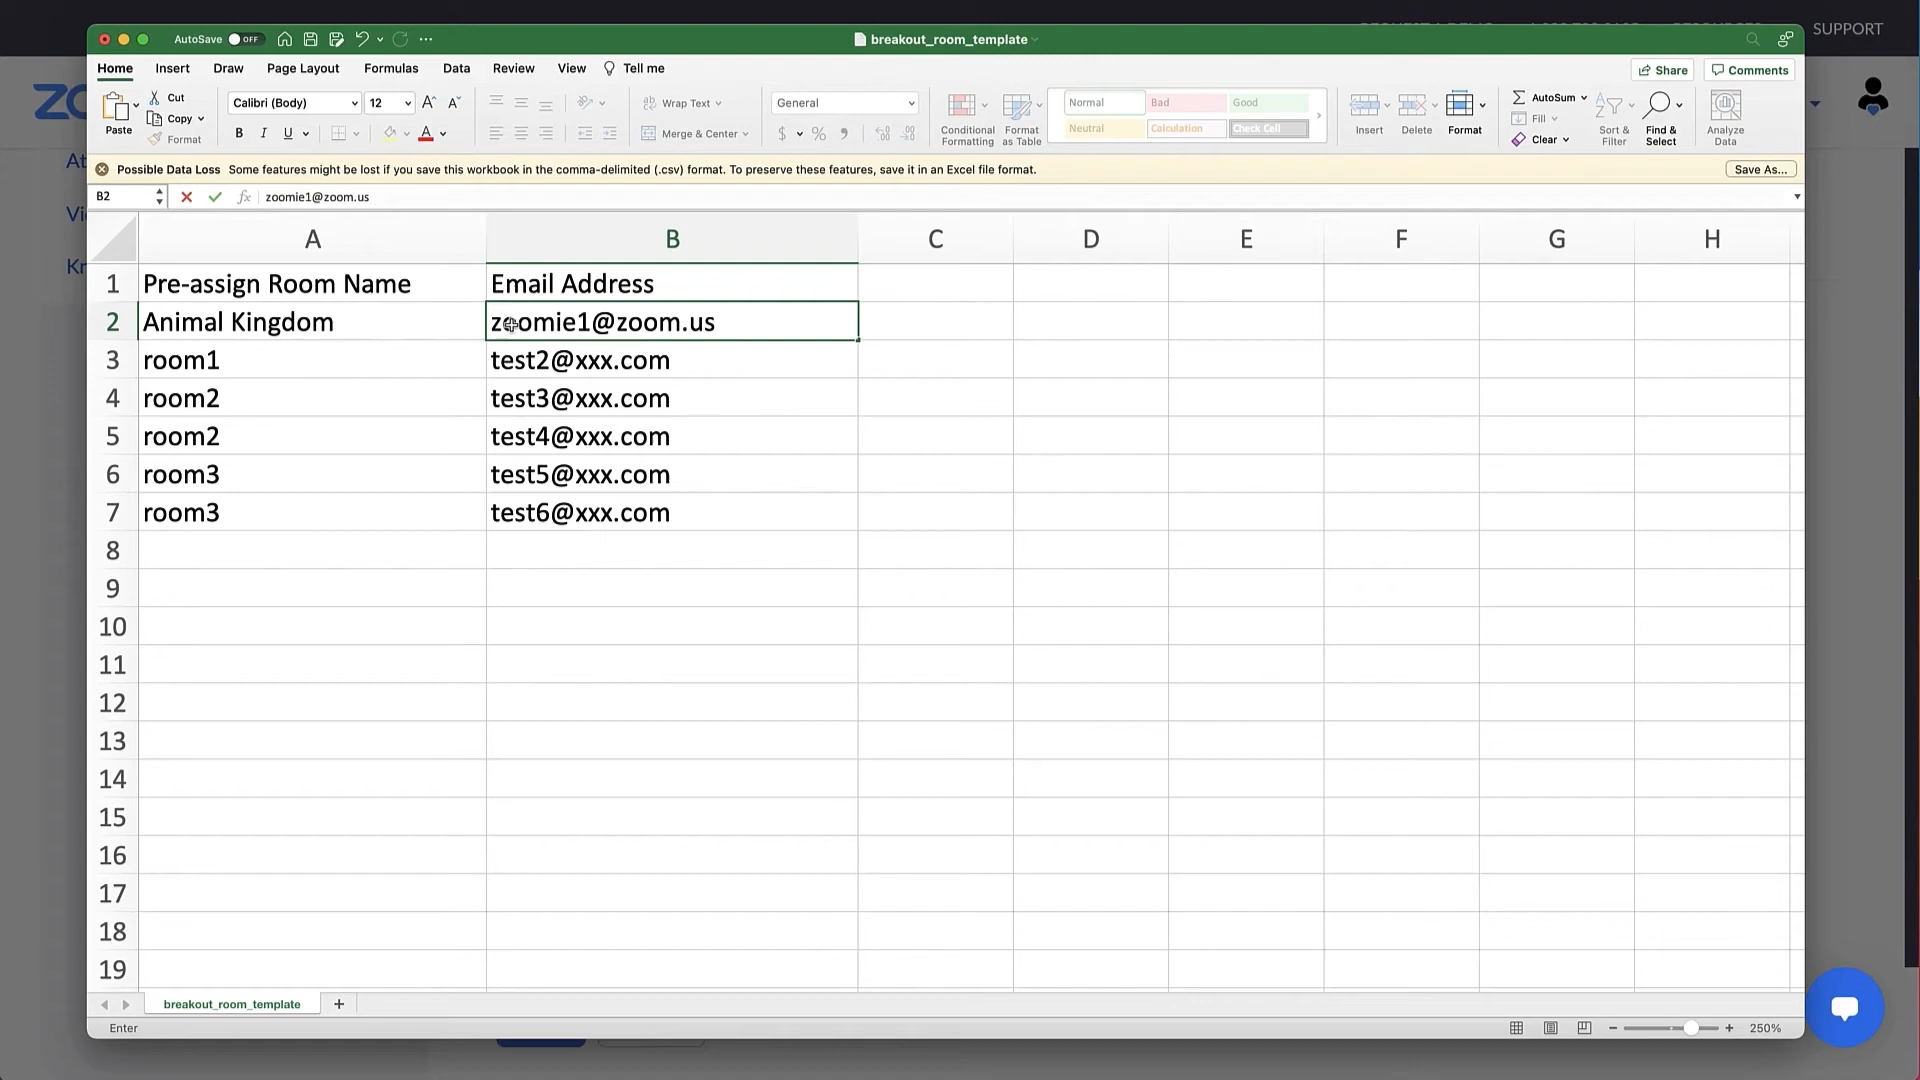 SUPPORT
AutoSave OFF
breakout_room_template
Home Insert Draw Page Layout Formulas Data Review View Tell me
Share Comments
Paste
Cut
Copy
Format
Calibri (Body) 12
B I U
Wrap Text
Merge & Center
General
$ %
Conditional Formatting
Format as Table
Normal Bad Good
Neutral Calculation Check Cell
Insert Delete Format
AutoSum
Fill
Clear
Sort & Filter
Find & Select
Analyze Data
Possible Data Loss Some features might be lost if you save this workbook in the comma-delimited (.csv) format. To preserve these features, save it in an Excel file format. Save As...
B2 fx zoomie1@zoom.us
A B C D E F G H
1 Pre-assign Room Name Email Address
2 Animal Kingdom zoomie1@zoom.us
3 room1 test2@xxx.com
4 room2 test3@xxx.com
5 room2 test4@xxx.com
6 room3 test5@xxx.com
7 room3 test6@xxx.com
8
9
10
11
12
13
14
15
16
17
18
19
breakout_room_template +
Enter 250%